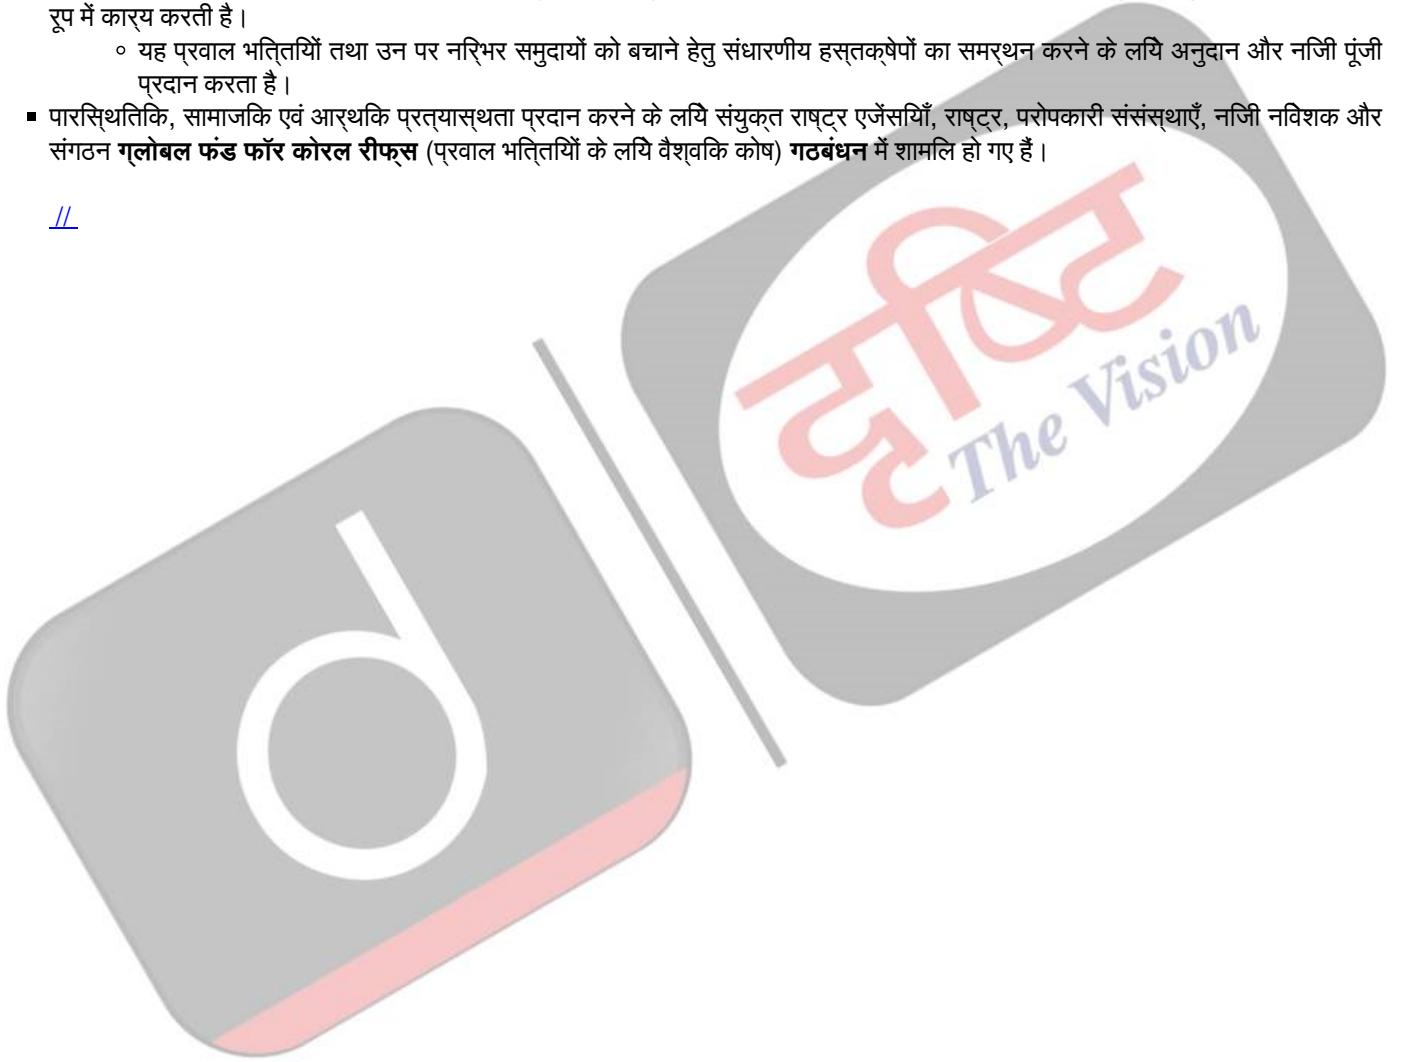 रूप में कार्य करती है।
यह प्रवाल भित्तियों तथा उन पर निर्भर समुदायों को बचाने हेतु संधारणीय हस्तक्षेपों का समर्थन करने के लिये अनुदान और निजी पूंजी
प्रदान करता है।
पारिस्थितिकि, सामाजिक एवं आर्थिक प्रत्यास्थता प्रदान करने के लिये संयुक्त राष्ट्र एजेंसियाँ, राष्ट्र, परोपकारी संसंस्थाएँ, निजी निवेशक और
संगठन ग्लोबल फंड फॉर कोरल रीफ्स (प्रवाल भित्तियों के लिये वैश्विक कोष) गठबंधन में शामिल हो गए हैं।
//
दृष्टि
The Vision
d